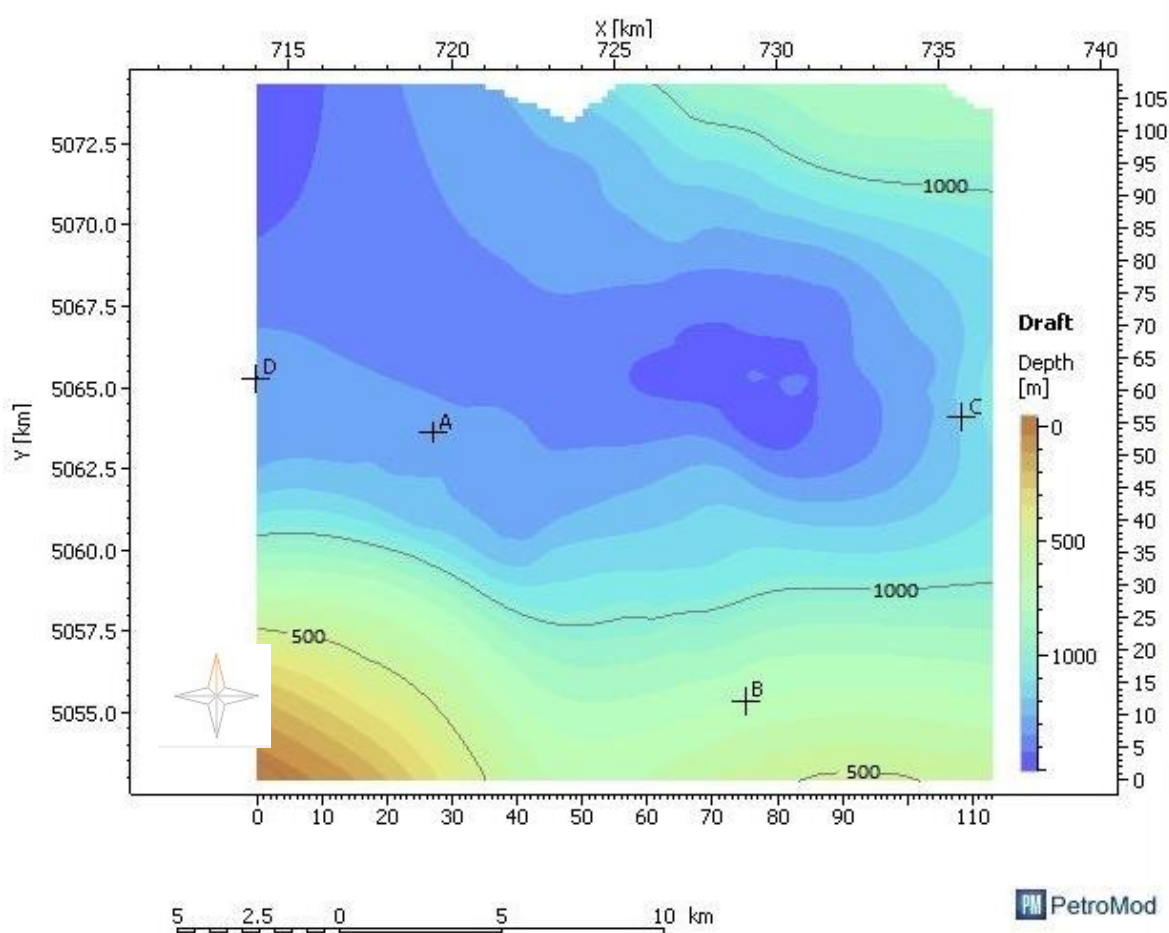 X [km]
715 720 725 730 735 740
105
5072.5 100
95
1000 90
5070.0 85
80
5067.5 75
70
Draft
65
D Depth
5065.0 [m] 60
A C 55
0
Y [km]
5062.5 50
45
40
500
5060.0 35
1000 30
25
5057.5 500
20
1000
B 15
5055.0 10
5
500 0
0 10 20 30 40 50 60 70 80 90 110
5 2.5 0 5 10 km
PM PetroMod